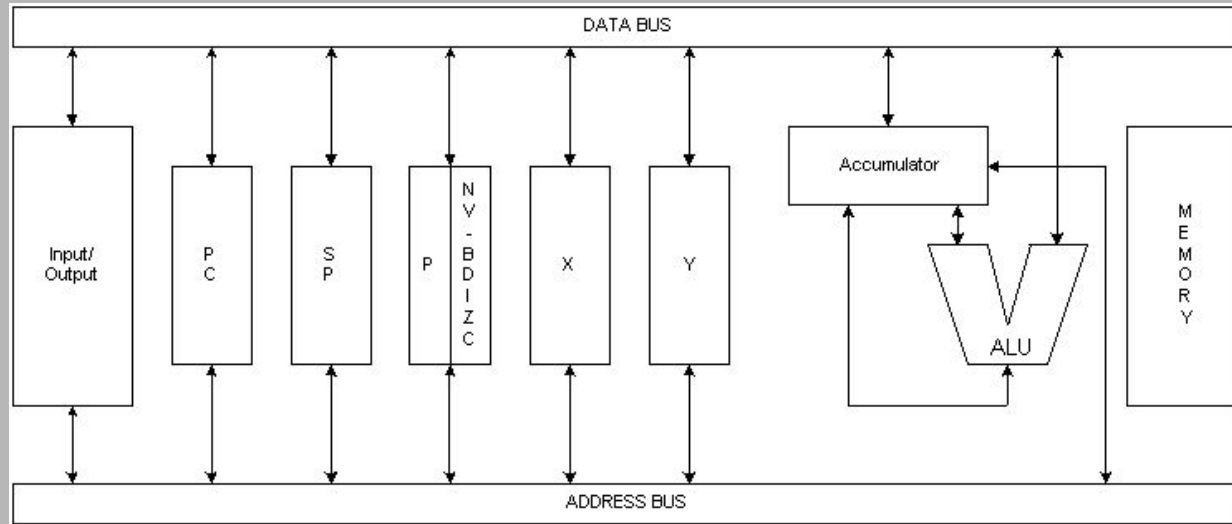 DATA BUS
Input/
Output
P
C
S
P
P
N
V
-
B
D
I
Z
C
X
Y
Accumulator
ALU
M
E
M
O
R
Y
ADDRESS BUS